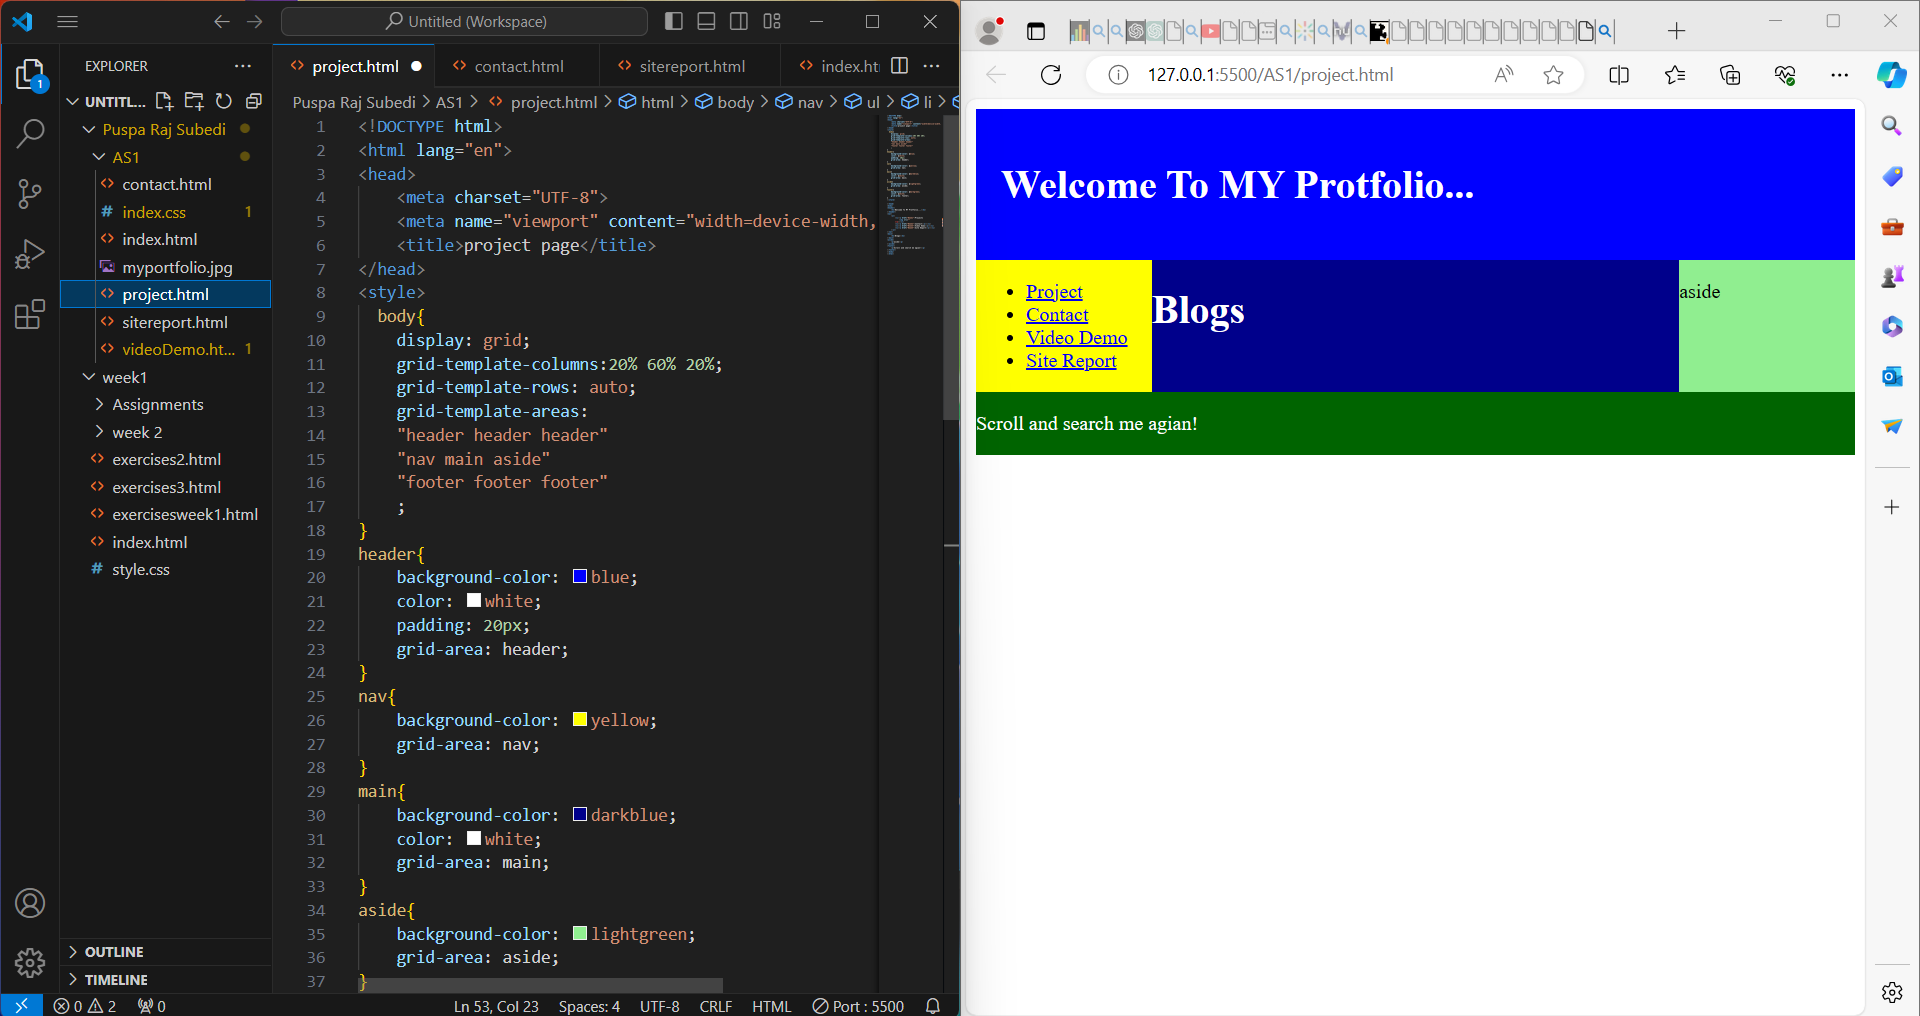 Untitled (Workspace)
EXPLORER
project.html
contact.html
sitereport.html
index.ht
1
UNTITL...
Puspa Raj Subedi > AS1 > project.html > html > body > nav > ul > li >
Puspa Raj Subedi
AS1
contact.html
index.css 1
index.html
myportfolio.jpg
project.html
sitereport.html
videoDemo.ht... 1
week1
Assignments
week 2
exercises2.html
exercises3.html
exercisesweek1.html
index.html
style.css
OUTLINE
TIMELINE
1 <!DOCTYPE html>
2 <html lang="en">
3 <head>
4 <meta charset="UTF-8">
5 <meta name="viewport" content="width=device-width,
6 <title>project page</title>
7 </head>
8 <style>
9 body{
10 display: grid;
11 grid-template-columns:20% 60% 20%;
12 grid-template-rows: auto;
13 grid-template-areas:
14 "header header header"
15 "nav main aside"
16 "footer footer footer"
17 ;
18 }
19 header{
20 background-color: blue;
21 color: white;
22 padding: 20px;
23 grid-area: header;
24 }
25 nav{
26 background-color: yellow;
27 grid-area: nav;
28 }
29 main{
30 background-color: darkblue;
31 color: white;
32 grid-area: main;
33 }
34 aside{
35 background-color: lightgreen;
36 grid-area: aside;
37 }
0 2 0
Ln 53, Col 23 Spaces: 4 UTF-8 CRLF HTML Port : 5500
127.0.0.1:5500/AS1/project.html
Welcome To MY Protfolio...
Project
Contact
Video Demo
Site Report
Blogs
aside
Scroll and search me agian!